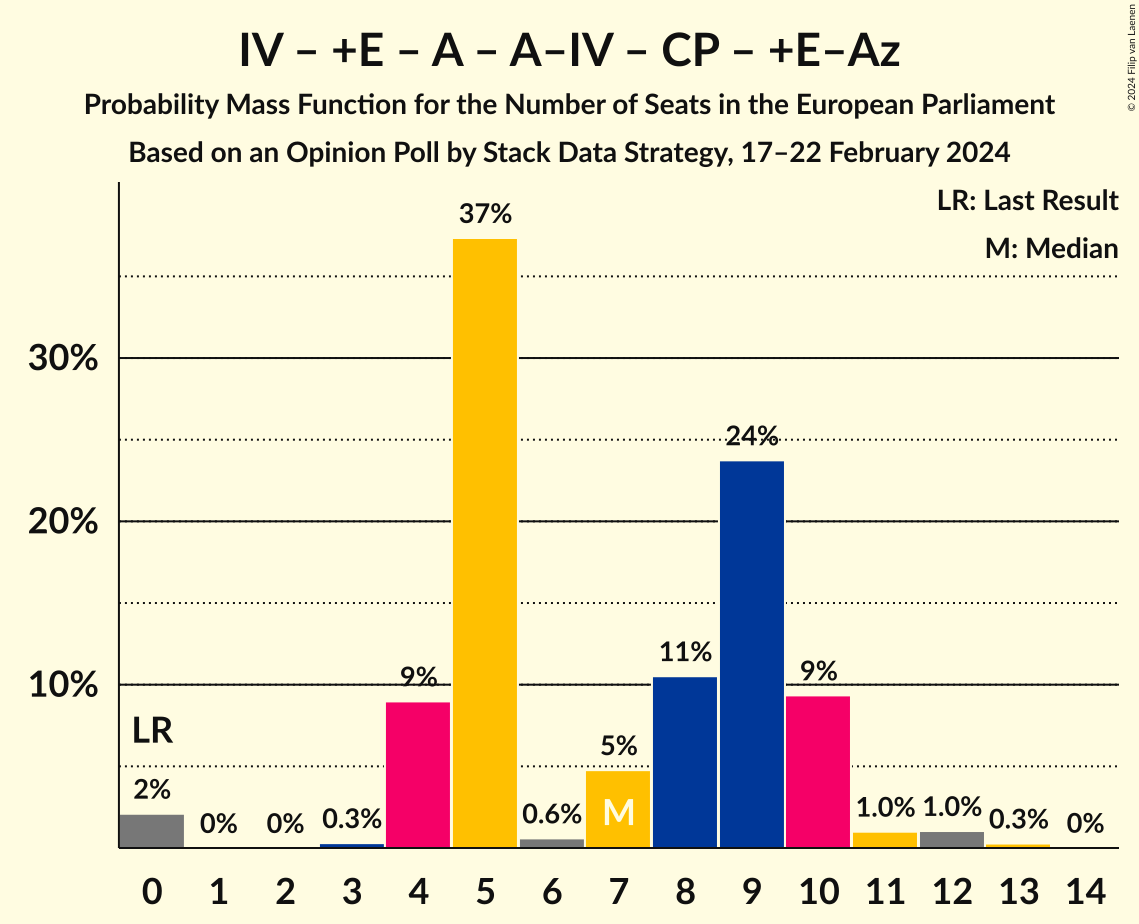 IV – +E – A – A–IV – CP – +E–Az
Probability Mass Function for the Number of Seats in the European Parliament
Based on an Opinion Poll by Stack Data Strategy, 17–22 February 2024
© 2024 Filip van Laenen
LR: Last Result
M: Median
37%
30%
24%
20%
11%
10%
9%
9%
LR
5%
2%
0%
0%
0.3%
0.6%
M
1.0%
1.0%
0.3%
0%
0 1 2 3 4 5 6 7 8 9 10 11 12 13 14